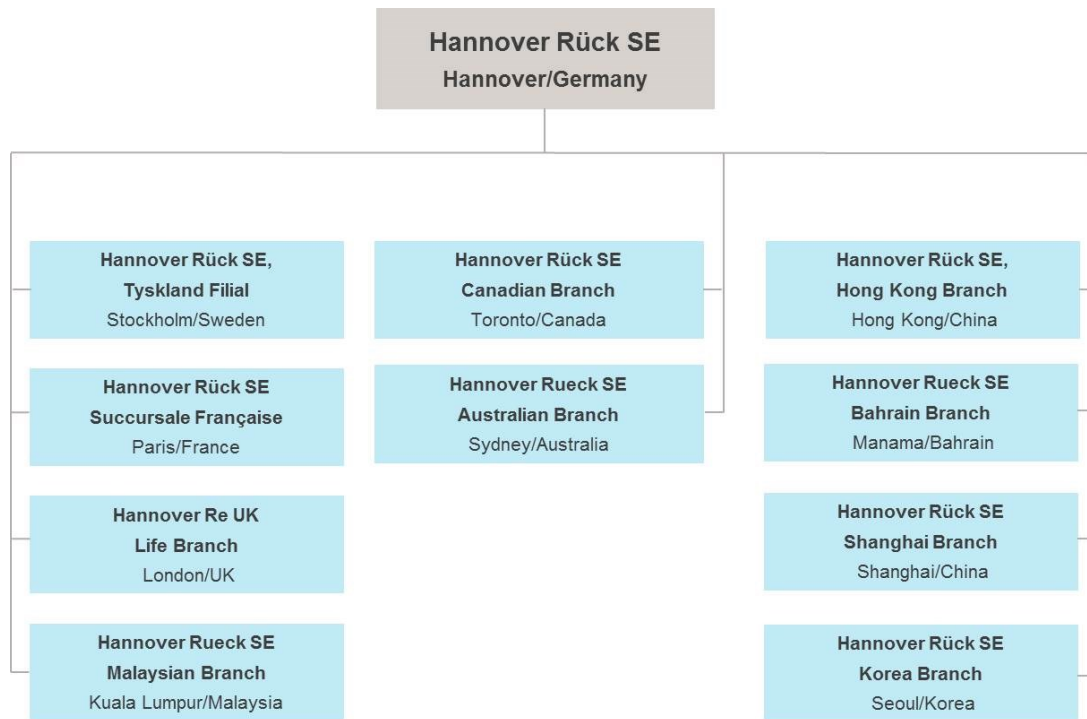 Hannover Rück SE
Hannover/Germany
Hannover Rück SE,
Tyskland Filial
Stockholm/Sweden
Hannover Rück SE
Succursale Française
Paris/France
Hannover Re UK
Life Branch
London/UK
Hannover Rueck SE
Malaysian Branch
Kuala Lumpur/Malaysia
Hannover Rück SE
Canadian Branch
Toronto/Canada
Hannover Rueck SE
Australian Branch
Sydney/Australia
Hannover Rück SE,
Hong Kong Branch
Hong Kong/China
Hannover Rueck SE
Bahrain Branch
Manama/Bahrain
Hannover Rück SE
Shanghai Branch
Shanghai/China
Hannover Rück SE
Korea Branch
Seoul/Korea